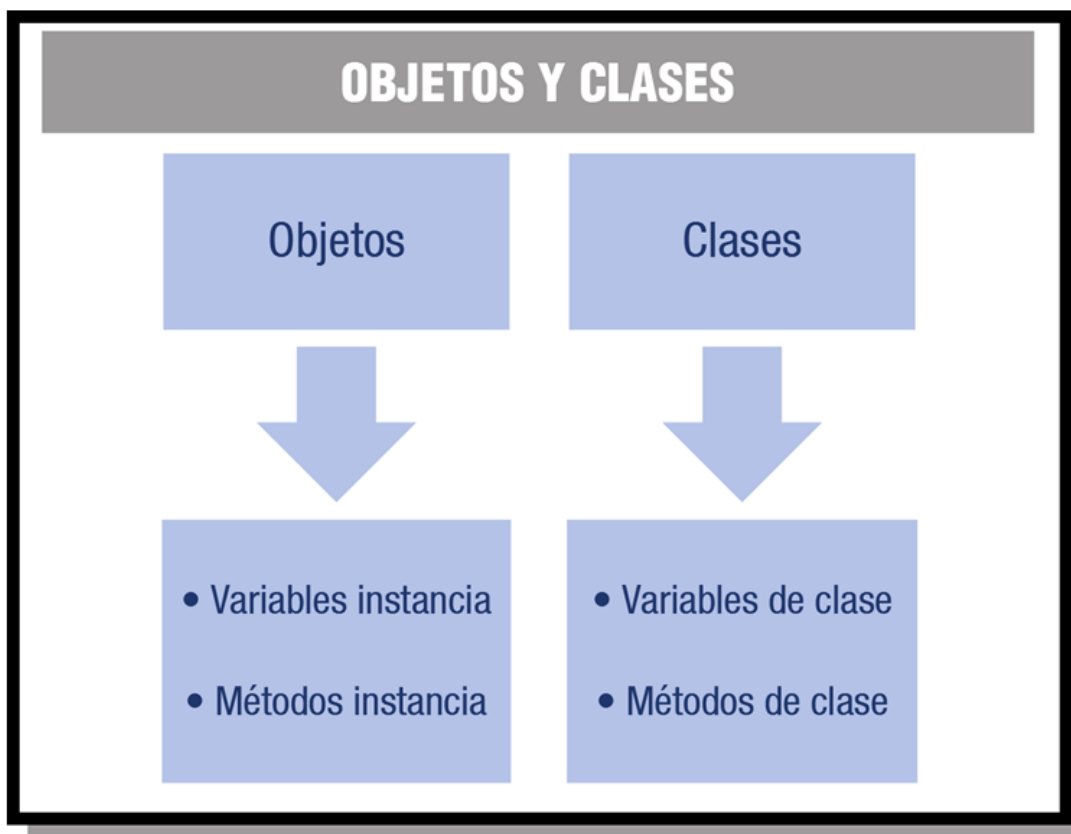 OBJETOS Y CLASES
Objetos
Clases
• Variables instancia
• Métodos instancia
• Variables de clase
• Métodos de clase